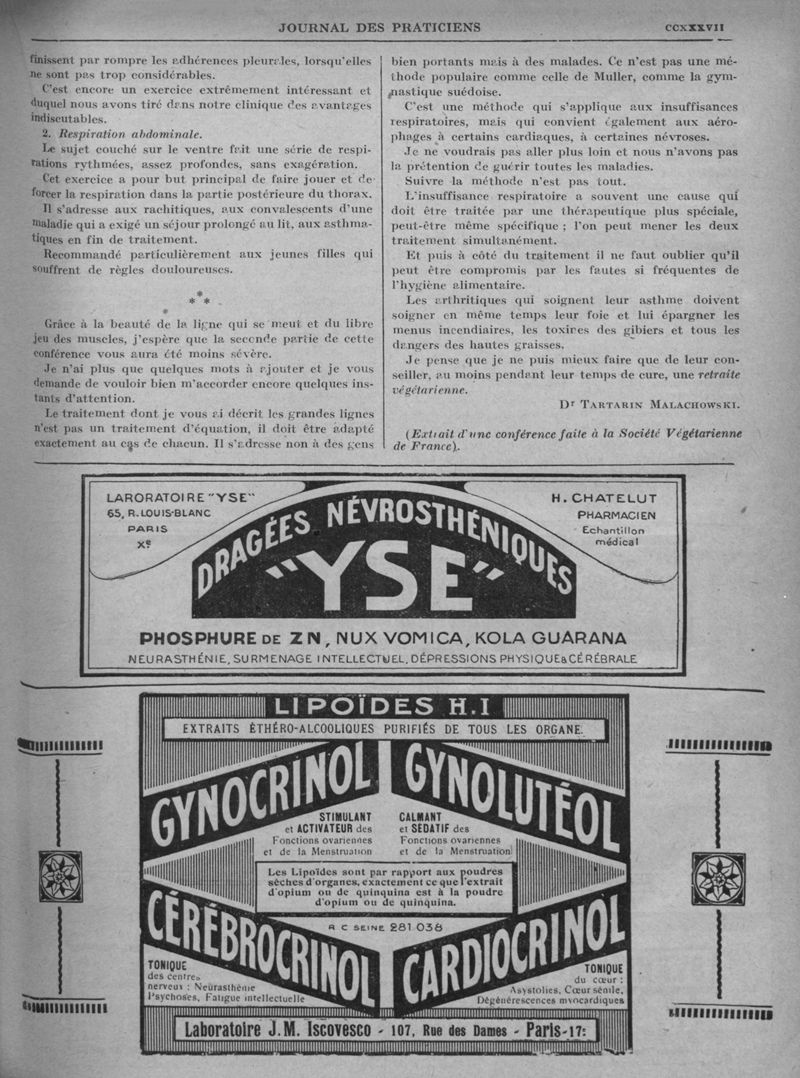 JOURNAL DES PRATICIENS
CCXXXVII
finissent par rompre les adhérences pleurales, lorsqu'elles
ne sont pas trop considérables.
C'est encore un exercice extrêmement intéressant et
duquel nous avons tiré dans notre clinique des avantages
indiscutables.
2. Respiration abdominale.
Le sujet couché sur le ventre fait une série de respi-
rations rythmées, assez profondes, sans exagération.
Cet exercice a pour but principal de faire jouer et de
forcer la respiration dans la partie postérieure du thorax.
Il s'adresse aux rachitiques, aux convalescents d'une
maladie qui a exigé un séjour prolongé au lit, aux asthma-
tiques en fin de traitement.
Recommandé particulièrement aux jeunes filles qui
souffrent de règles douloureuses.
*
* *
Grâce à la beauté de la ligne qui se meut et du libre
jeu des muscles, j'espère que la seconde partie de cette
conférence vous aura été moins sévère.
Je n'ai plus que quelques mots à ajouter et je vous
demande de vouloir bien m'accorder encore quelques ins-
tants d'attention.
Le traitement dont je vous ai décrit les grandes lignes
n'est pas un traitement d'équation, il doit être adapté
exactement au cas de chacun. Il s'adresse non à des gens
bien portants mais à des malades. Ce n'est pas une mé-
thode populaire comme celle de Muller, comme la gym-
nastique suédoise.
C'est une méthode qui s'applique aux insuffisances
respiratoires, mais qui convient également aux aéro-
phages à certains cardiaques, à certaines névroses.
Je ne voudrais pas aller plus loin et nous n'avons pas
la prétention de guérir toutes les maladies.
Suivre la méthode n'est pas tout.
L'insuffisance respiratoire a souvent une cause qui
doit être traitée par une thérapeutique plus spéciale,
peut-être même spécifique ; l'on peut mener les deux
traitement simultanément.
Et puis à côté du traitement il ne faut oublier qu'il
peut être compromis par les fautes si fréquentes de
l'hygiène alimentaire.
Les arthritiques qui soignent leur asthme doivent
soigner en même temps leur foie et lui épargner les
menus incendiaires, les toxines des gibiers et tous les
dangers des hautes graisses.
Je pense que je ne puis mieux faire que de leur con-
seiller, au moins pendant leur temps de cure, une retraite
végétarienne.
Dr TARTARIN MALACHOWSKI.
(Extrait d'une conférence faite à la Société Végétarienne
de France).
LARORATOIRE "YSE"
65, R. LOUIS-BLANC
PARIS
Xe
H. CHATELUT
PHARMACIEN
Echantillon
médical
DRAGÉES NÉVROSTHÉNIQUES
"YSE"
PHOSPHURE DE ZN, NUX VOMICA, KOLA GUARANA
NEURASTHÉNIE, SURMENAGE INTELLECTUEL, DÉPRESSIONS PHYSIQUE & CÉRÉBRALE
LIPOÏDES H.I
EXTRAITS ÉTHÉRO-ALCOOLIQUES PURIFIÉS DE TOUS LES ORGANE.
GYNOCRINOL
STIMULANT
et ACTIVATEUR des
Fonctions ovariennes
et de la Menstruation
GYNOLUTÉOL
CALMANT
et SÉDATIF des
Fonctions ovariennes
et de la Menstruation
Les Lipoïdes sont par rapport aux poudres
sèches d'organes, exactement ce que l'extrait
d'opium ou de quinquina est à la poudre
d'opium ou de quinquina.
R C SEINE 281 038
CÉRÉBROCRINOL
TONIQUE
des centres
nerveux : Neurasthénie
Psychoses, Fatigue intellectuelle
CARDIOCRINOL
TONIQUE
du cœur :
Asystolies, Cœur sénile,
Dégénérescences myocardiques
Laboratoire J.M. ISCOVESCO - 107, Rue des Dames - Paris-17e